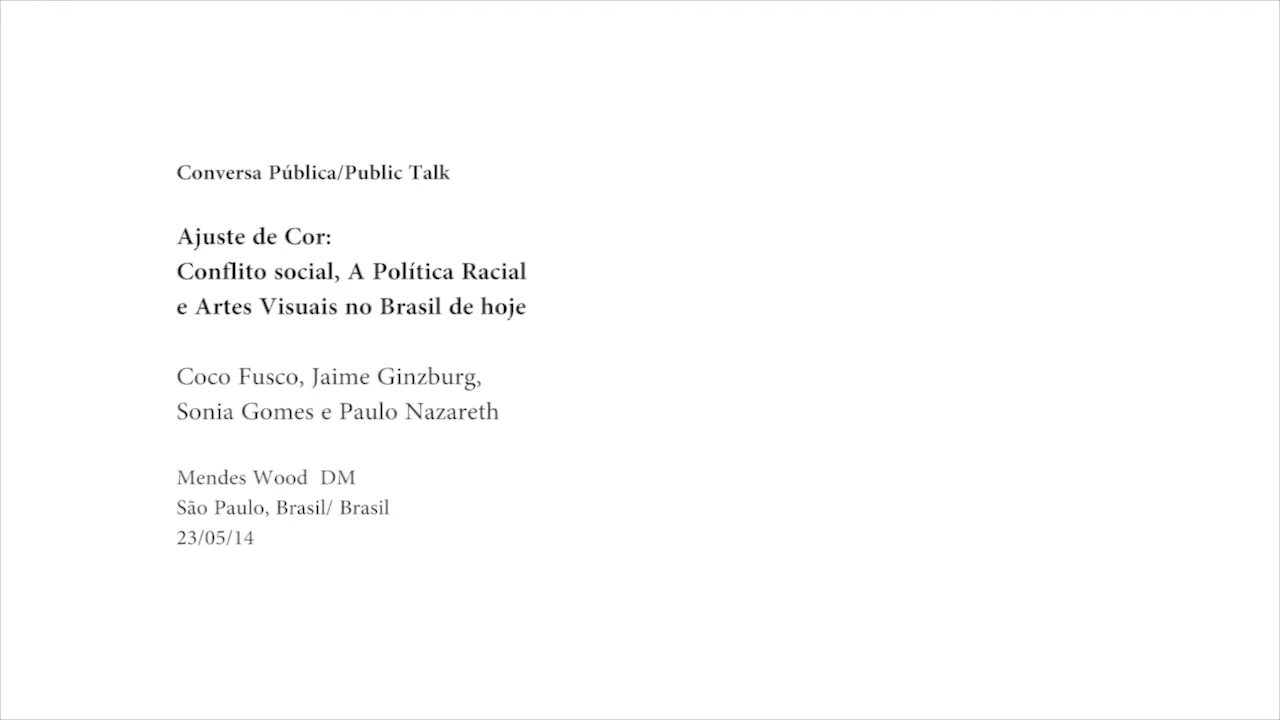 Conversa Pública/Public Talk
Ajuste de Cor:
Conflito social, A Política Racial
e Artes Visuais no Brasil de hoje
Coco Fusco, Jaime Ginzburg,
Sonia Gomes e Paulo Nazareth
Mendes Wood  DM
São Paulo, Brasil/ Brasil
23/05/14